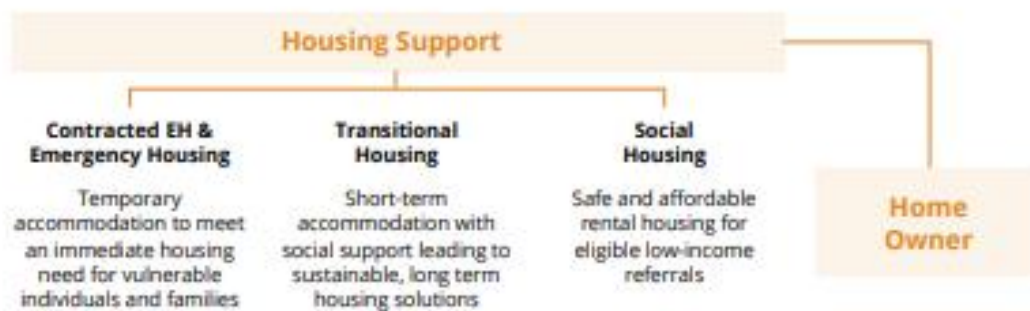 Housing Support
Contracted EH &
Emergency Housing
Temporary
accommodation to meet
an immediate housing
need for vulnerable
individuals and families
Transitional
Housing
Short-term
accommodation with
social support leading to
sustainable, long term
housing solutions
Social
Housing
Safe and affordable
rental housing for
eligible low-income
referrals
Home
Owner